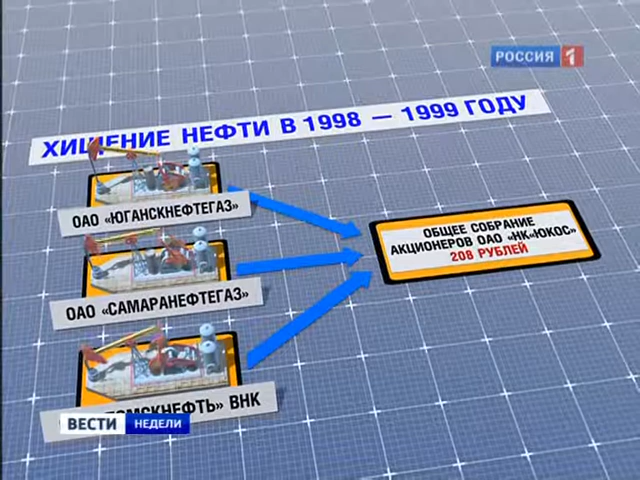 РОССИЯ 1
ХИЩЕНИЕ НЕФТИ В 1998 — 1999 ГОДУ
ОАО «ЮГАНСКНЕФТЕГАЗ»
ОБЩЕЕ СОБРАНИЕ
АКЦИОНЕРОВ ОАО «НК«ЮКОС»
208 РУБЛЕЙ
ОАО «САМАРАНЕФТЕГАЗ»
ТОМСКНЕФТЬ» ВНК
ВЕСТИ НЕДЕЛИ